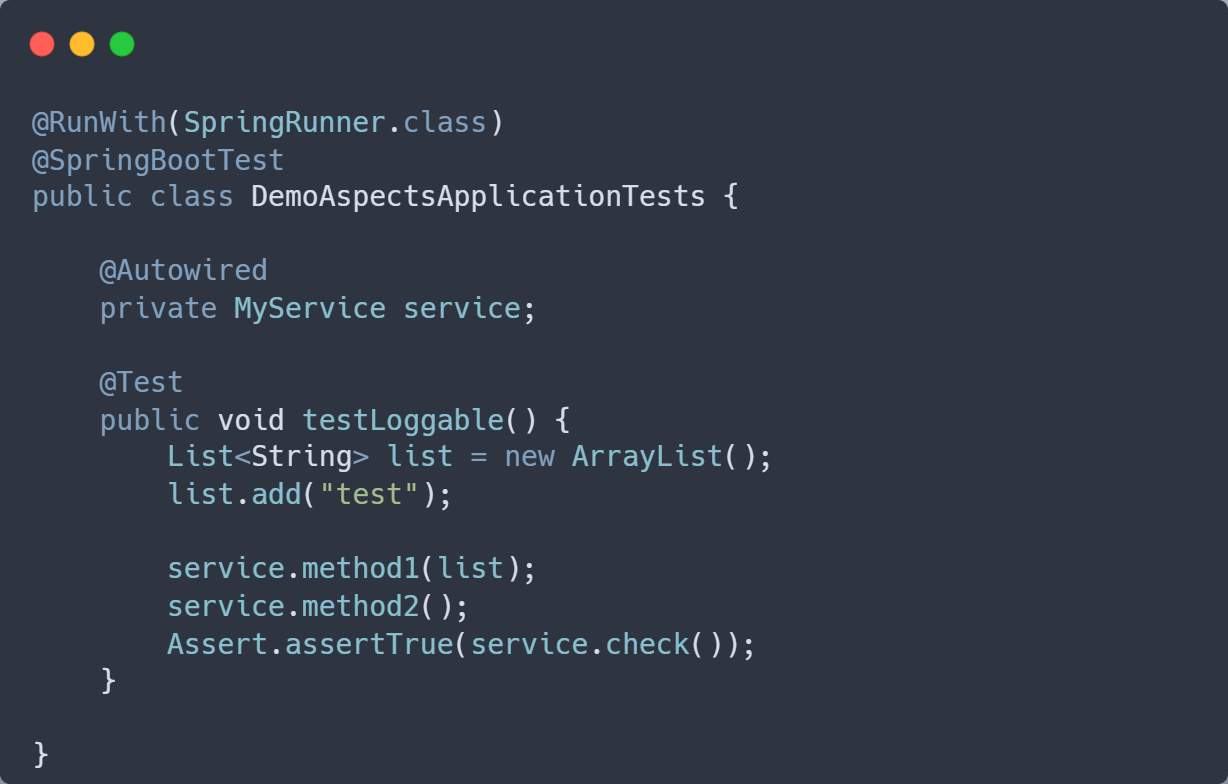 @RunWith(SpringRunner.class)
@SpringBootTest
public class DemoAspectsApplicationTests {
    @Autowired
    private MyService service;
    @Test
    public void testLoggable() {
        List<String> list = new ArrayList();
        list.add("test");
        service.method1(list);
        service.method2();
        Assert.assertTrue(service.check());
    }
}